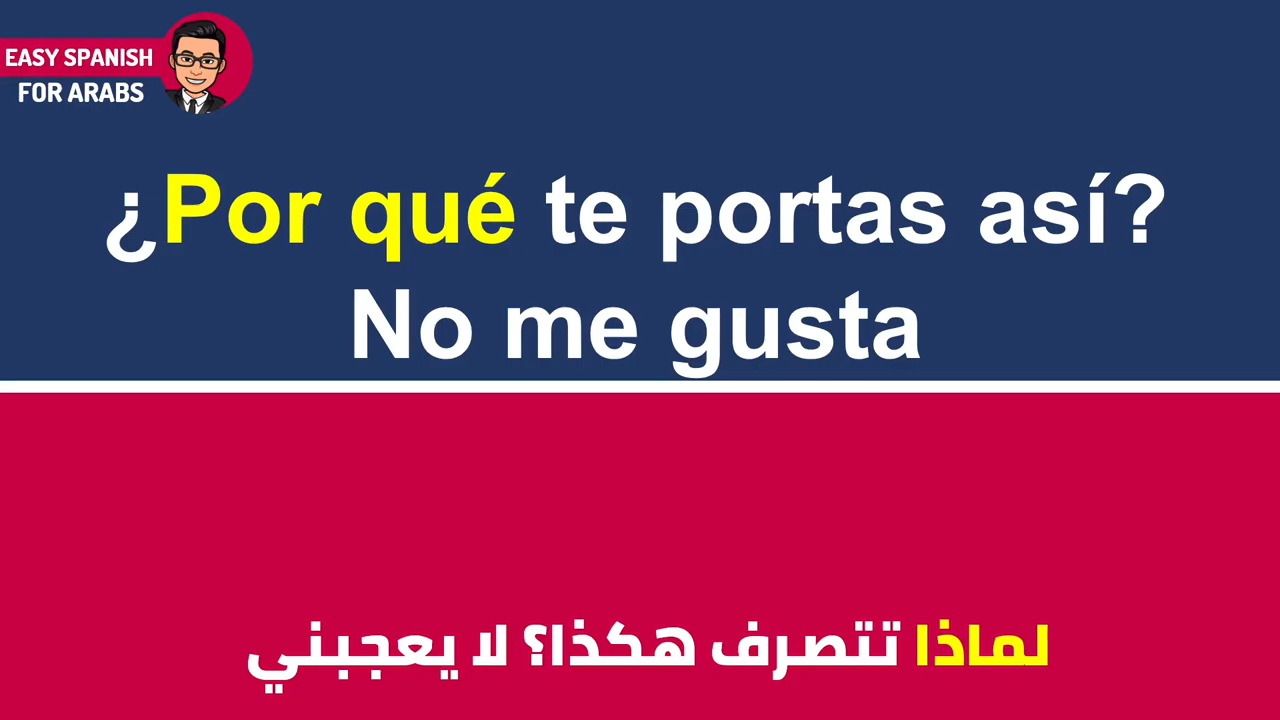 EASY SPANISH
FOR ARABS
¿Por qué te portas así?
No me gusta
لماذا تتصرف هكذا؟ لا يعجبني